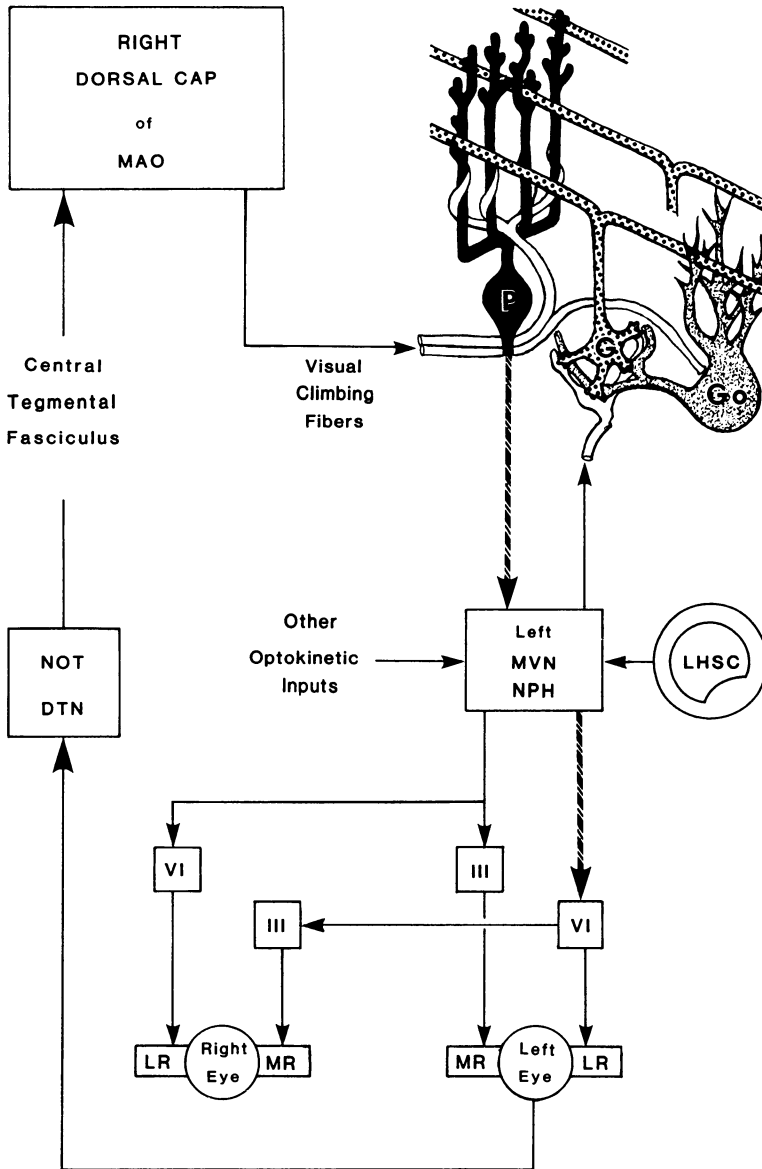 RIGHT
DORSAL CAP
of
MAO
P
G
Go
Central
Tegmental
Fasciculus
Visual
Climbing
Fibers
Other
Optokinetic
Inputs
Left
MVN
NPH
LHSC
NOT
DTN
VI
III
III
VI
LR
Right
Eye
MR
MR
Left
Eye
LR